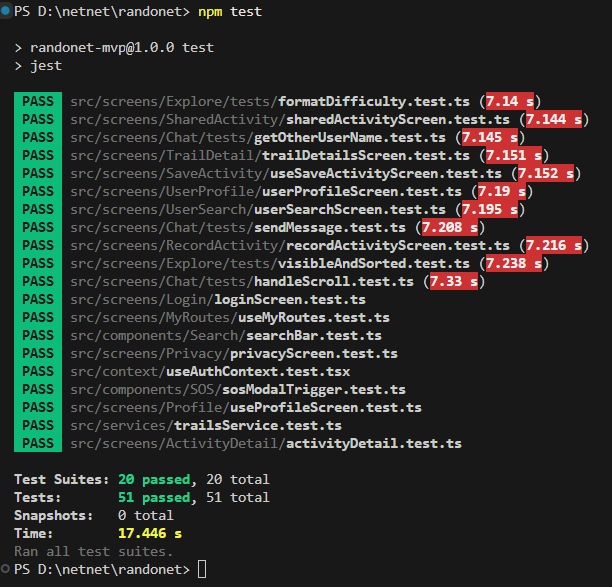 PS D:\netnet\randonet> npm test
> randonet-mvp@1.0.0 test
> jest
PASS src/screens/Explore/tests/formatDifficulty.test.ts (7.14 s)
PASS src/screens/SharedActivity/sharedActivityScreen.test.ts (7.144 s)
PASS src/screens/Chat/tests/getOtherUserName.test.ts (7.145 s)
PASS src/screens/TrailDetail/trailDetailsScreen.test.ts (7.151 s)
PASS src/screens/SaveActivity/useSaveActivityScreen.test.ts (7.152 s)
PASS src/screens/UserProfile/userProfileScreen.test.ts (7.19 s)
PASS src/screens/UserSearch/userSearchScreen.test.ts (7.195 s)
PASS src/screens/Chat/tests/sendMessage.test.ts (7.208 s)
PASS src/screens/RecordActivity/recordActivityScreen.test.ts (7.216 s)
PASS src/screens/Explore/tests/visibleAndSorted.test.ts (7.238 s)
PASS src/screens/Chat/tests/handleScroll.test.ts (7.33 s)
PASS src/screens/Login/loginScreen.test.ts
PASS src/screens/MyRoutes/useMyRoutes.test.ts
PASS src/components/Search/searchBar.test.ts
PASS src/screens/Privacy/privacyScreen.test.ts
PASS src/context/useAuthContext.test.tsx
PASS src/components/SOS/sosModalTrigger.test.ts
PASS src/screens/Profile/useProfileScreen.test.ts
PASS src/services/trailsService.test.ts
PASS src/screens/ActivityDetail/activityDetail.test.ts
Test Suites: 20 passed, 20 total
Tests: 51 passed, 51 total
Snapshots: 0 total
Time: 17.446 s
Ran all test suites.
PS D:\netnet\randonet>